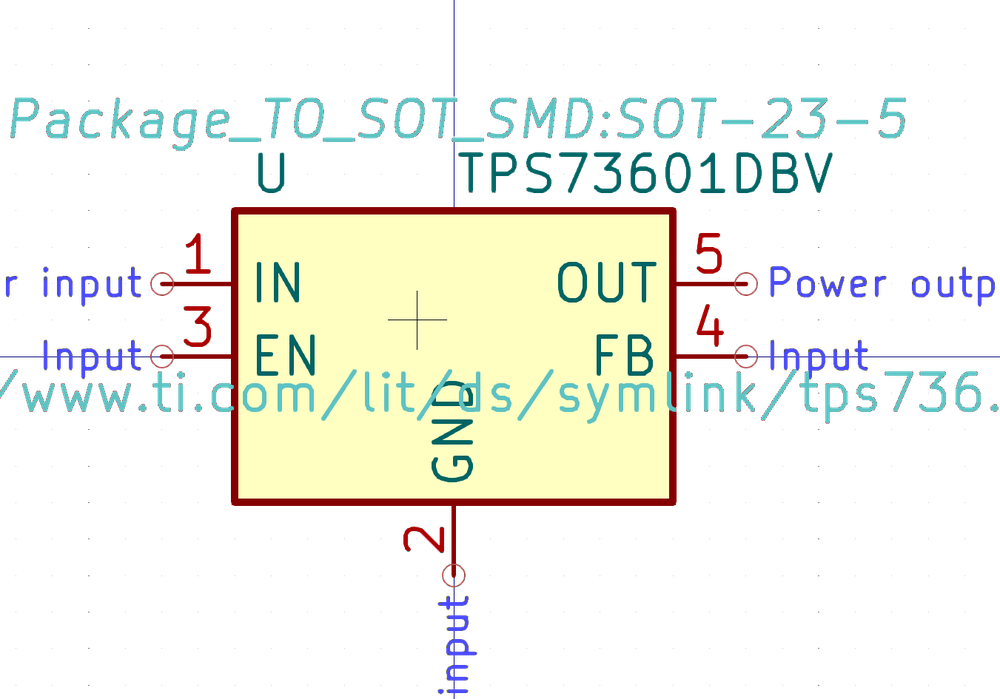 Package_TO_SOT_SMD:SOT-23-5
U TPS73601DBV
1 5
r input IN OUT Power outp
3 4
Input EN FB Input
/www.ti.com/lit/ds/symlink/tps736.
GND
2
input